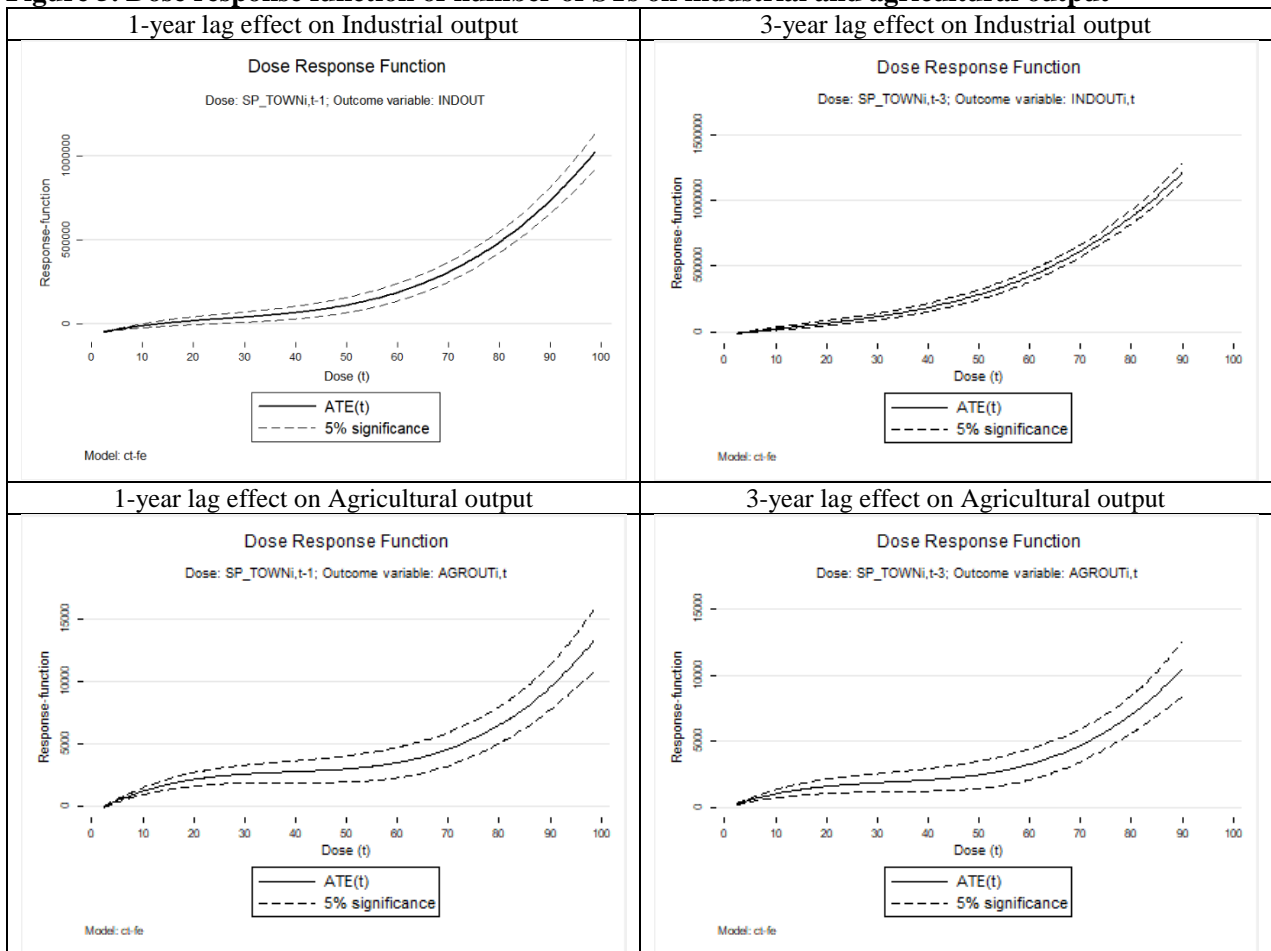 Dose response function of number of STs on industrial and agricultural output
1-year lag effect on Industrial output
Dose Response Function
Dose: SP_TOWNi,t-1; Outcome variable: INDOUT
Response-function
0 500000 1000000
0 10 20 30 40 50 60 70 80 90 100
Dose (t)
ATE(t)
5% significance
Model: ct-fe
3-year lag effect on Industrial output
Dose Response Function
Dose: SP_TOWNi,t-3; Outcome variable: INDOUTi,t
Response-function
0 500000 1000000 1500000
0 10 20 30 40 50 60 70 80 90 100
Dose (t)
ATE(t)
5% significance
Model: ct-fe
1-year lag effect on Agricultural output
Dose Response Function
Dose: SP_TOWNi,t-1; Outcome variable: AGROUTi,t
Response-function
0 5000 10000 15000
0 10 20 30 40 50 60 70 80 90 100
Dose (t)
ATE(t)
5% significance
Model: ct-fe
3-year lag effect on Agricultural output
Dose Response Function
Dose: SP_TOWNi,t-3; Outcome variable: AGROUTi,t
Response-function
0 5000 10000 15000
0 10 20 30 40 50 60 70 80 90 100
Dose (t)
ATE(t)
5% significance
Model: ct-fe